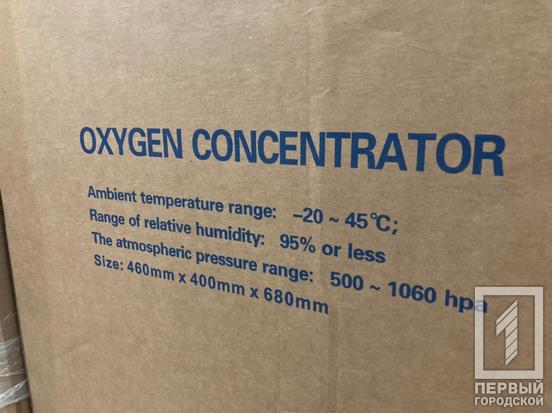 OXYGEN CONCENTRATOR
Ambient temperature range: -20 ~ 45℃;
Range of relative humidity: 95% or less
The atmospheric pressure range: 500 ~ 1060 hpa
Size: 460mm x 400mm x 680mm
1
ПЕРВЫЙ
ГОРОДСКОЙ